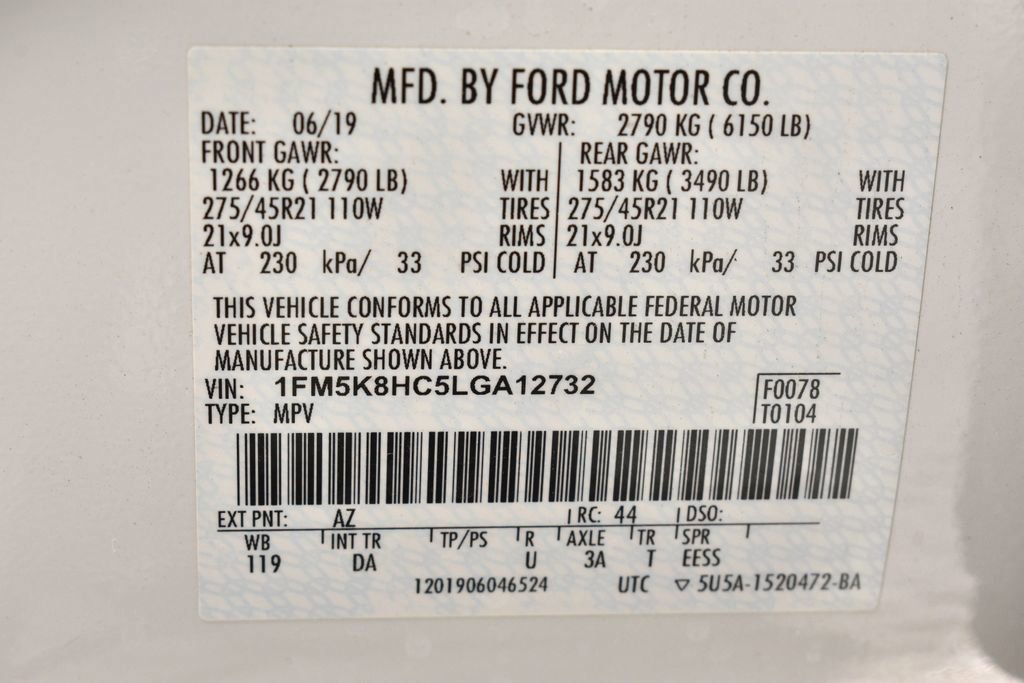 MFD. BY FORD MOTOR CO.
DATE: 06/19 GVWR: 2790 KG ( 6150 LB)
FRONT GAWR: REAR GAWR:
1266 KG ( 2790 LB) WITH 1583 KG ( 3490 LB) WITH
275/45R21 110W TIRES 275/45R21 110W TIRES
21x9.0J RIMS 21x9.0J RIMS
AT 230 kPa/ 33 PSI COLD AT 230 kPa/ 33 PSI COLD
THIS VEHICLE CONFORMS TO ALL APPLICABLE FEDERAL MOTOR
VEHICLE SAFETY STANDARDS IN EFFECT ON THE DATE OF
MANUFACTURE SHOWN ABOVE.
VIN: 1FM5K8HC5LGA12732 F0078
TYPE: MPV T0104
EXT PNT: AZ RC: 44 DSO:
WB INT TR TP/PS R AXLE TR SPR
119 DA U 3A T EESS
1201906046524 UTC ▽ 5U5A-1520472-BA